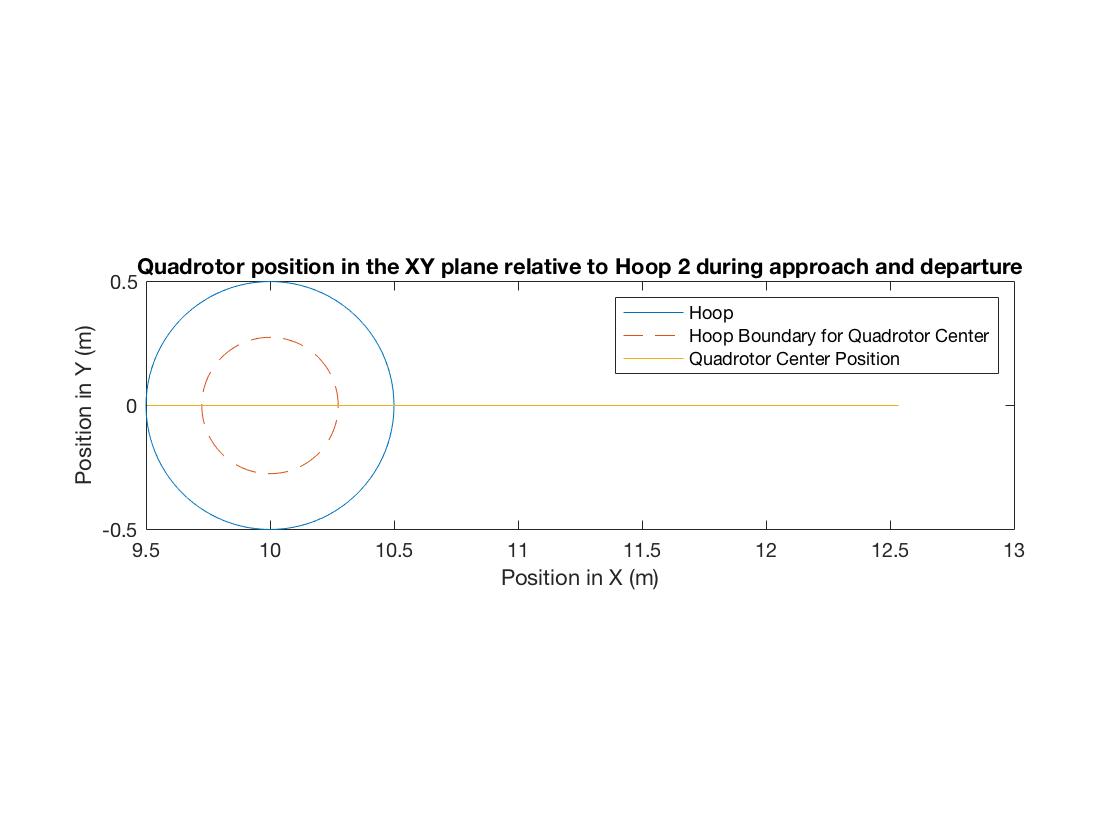 Quadrotor position in the XY plane relative to Hoop 2 during approach and departure
0.5
Hoop
Hoop Boundary for Quadrotor Center
Quadrotor Center Position
Position in Y (m)
0
-0.5
9.5 10 10.5 11 11.5 12 12.5 13
Position in X (m)